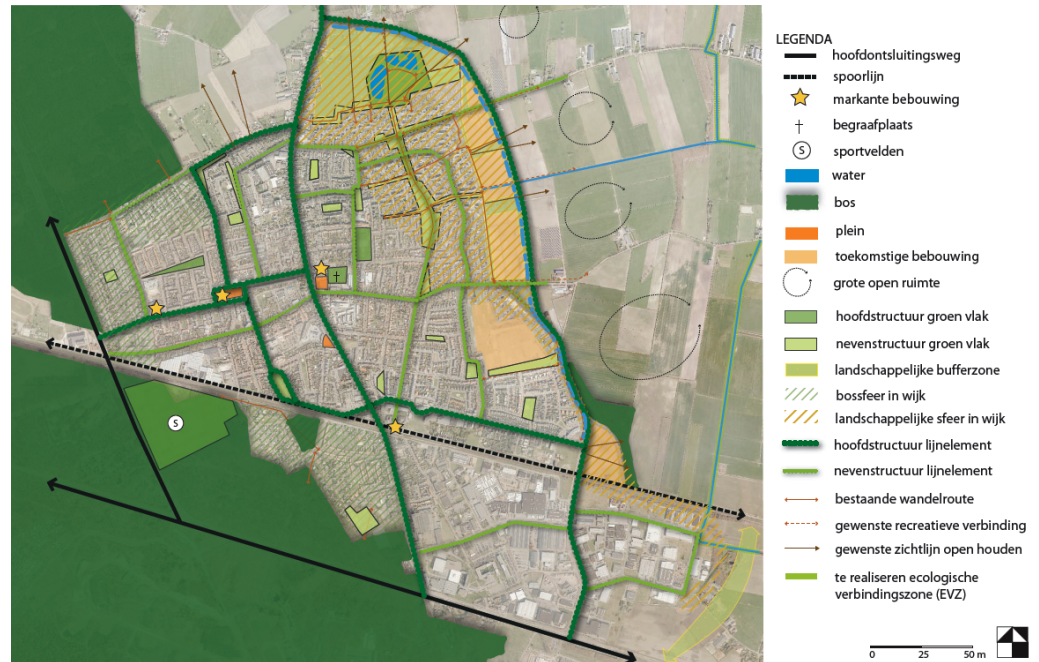 LEGENDA
hoofdontsluitingsweg
spoorlijn
markante bebouwing
begraafplaats
S sportvelden
water
bos
plein
toekomstige bebouwing
grote open ruimte
hoofdstructuur groen vlak
nevenstructuur groen vlak
landschappelijke bufferzone
bossfeer in wijk
landschappelijke sfeer in wijk
hoofdstructuur lijnelement
nevenstructuur lijnelement
bestaande wandelroute
gewenste recreatieve verbinding
gewenste zichtlijn open houden
te realiseren ecologische
verbindingszone (EVZ)
S
0 25 50 m